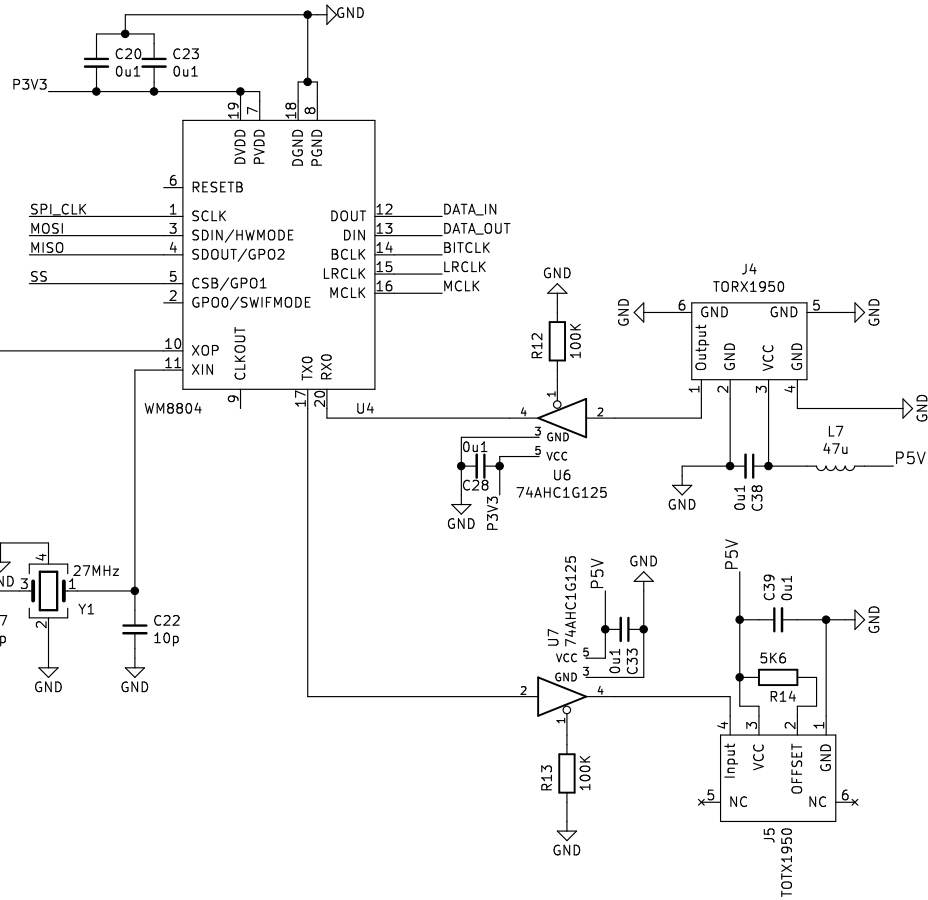 GND
C20
0u1
C23
0u1
P3V3
19
7
18
8
DVDD
PVDD
DGND
PGND
6 RESETB
SPI_CLK 1 SCLK
MOSI 3 SDIN/HWMODE
MISO 4 SDOUT/GPO2
SS 5 CSB/GPO1
2 GPO0/SWIFMODE
10 XOP
11 XIN
DOUT 12 DATA_IN
DIN 13 DATA_OUT
BCLK 14 BITCLK
LRCLK 15 LRCLK
MCLK 16 MCLK
CLKOUT
TX0
RX0
9
17
20
WM8804
U4
GND
R12
100K
1
4
2
3 GND
5 VCC
U6
74AHC1G125
0u1
C28
GND
P3V3
J4
TORX1950
GND
6 GND
GND 5
GND
Output
GND
VCC
GND
1
2
3
4
GND
L7
47u
P5V
0u1
C38
GND
ND
4
27MHz
3
1
Y1
2
7
p
GND
C22
10p
GND
U7
74AHC1G125
P5V
GND
0u1
C33
VCC 5
GND 3
2
4
1
R13
100K
GND
P5V
C39
0u1
GND
5K6
R14
4
3
2
1
Input
VCC
OFFSET
GND
5 NC
NC 6
J5
TOTX1950